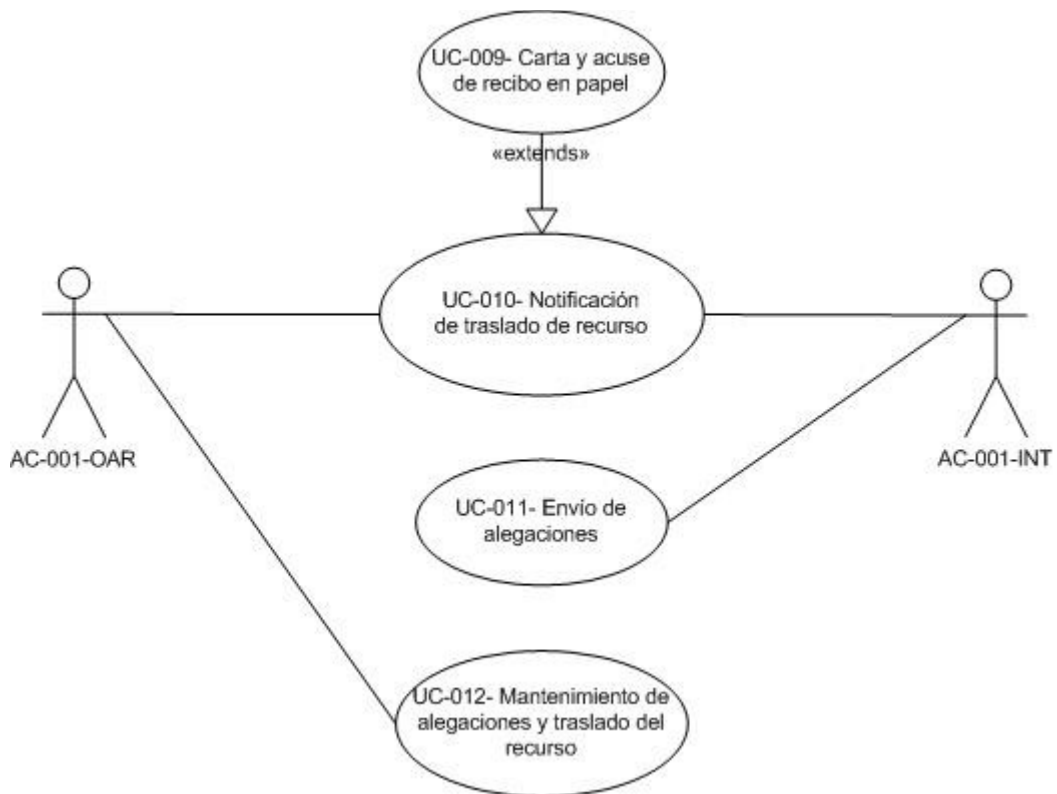 UC-009- Carta y acuse
de recibo en papel
«extends»
UC-010- Notificación
de traslado de recurso
AC-001-OAR
AC-001-INT
UC-011- Envío de
alegaciones
UC-012- Mantenimiento de
alegaciones y traslado del
recurso